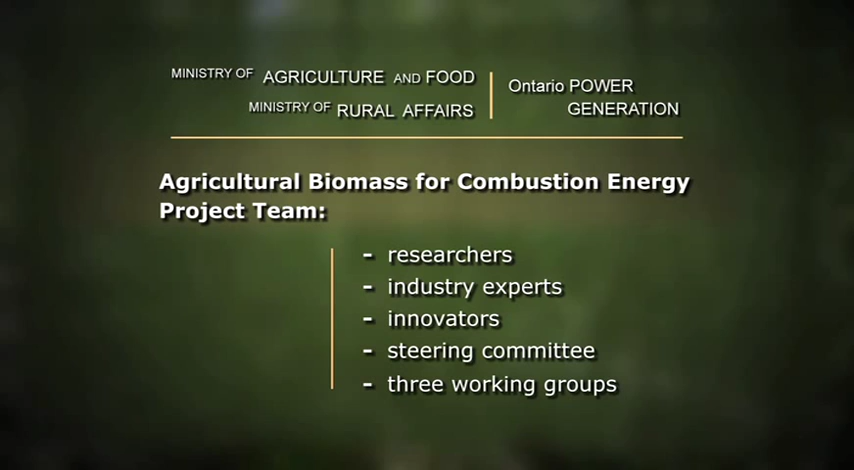 MINISTRY OF AGRICULTURE AND FOOD
MINISTRY OF RURAL AFFAIRS
Ontario POWER
GENERATION
Agricultural Biomass for Combustion Energy
Project Team:
- researchers
- industry experts
- innovators
- steering committee
- three working groups